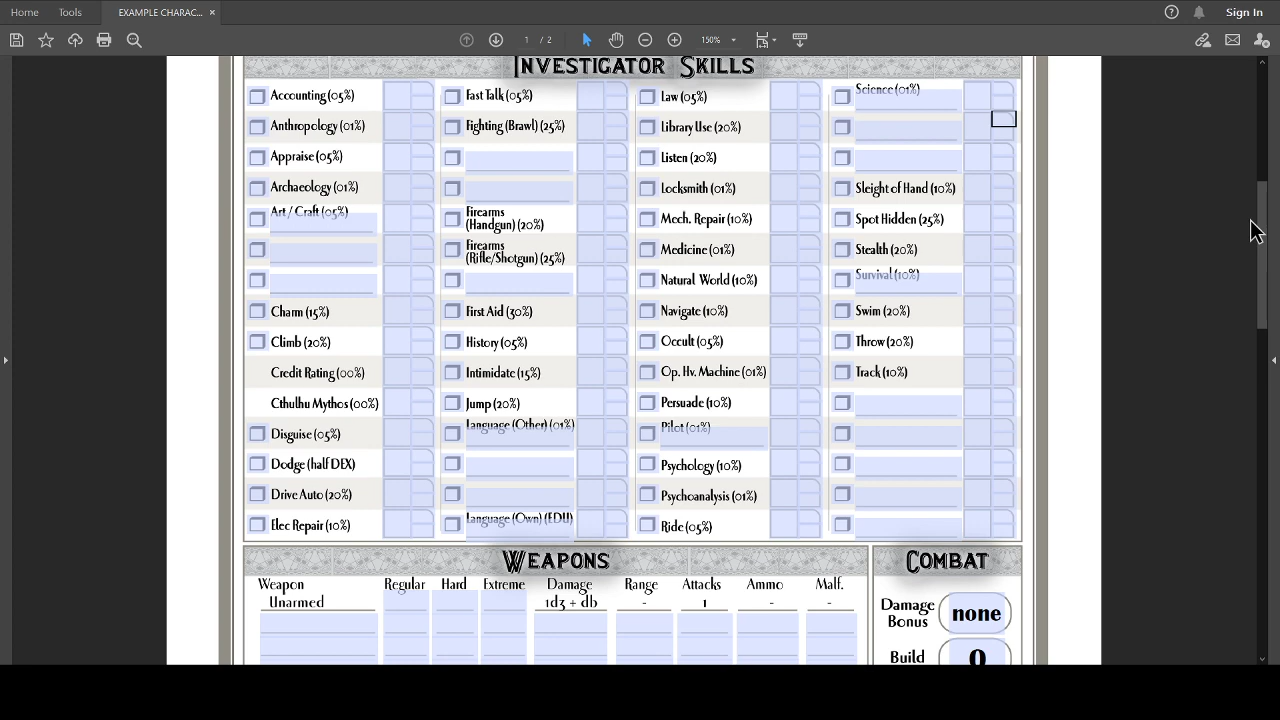 Home Tools EXAMPLE CHARAC... × Sign In
1 / 2 150%
INVESTIGATOR SKILLS
Accounting (05%)
Anthropology (01%)
Appraise (05%)
Archaeology (01%)
Art / Craft (05%)
Charm (15%)
Climb (20%)
Credit Rating (00%)
Cthulhu Mythos (00%)
Disguise (05%)
Dodge (half DEX)
Drive Auto (20%)
Elec Repair (10%)
Fast Talk (05%)
Fighting (Brawl) (25%)
Firearms
(Handgun) (20%)
Firearms
(Rifle/Shotgun) (25%)
First Aid (30%)
History (05%)
Intimidate (15%)
Jump (20%)
Language (Other) (01%)
Language (Own) (EDU)
Law (05%)
Library Use (20%)
Listen (20%)
Locksmith (01%)
Mech. Repair (10%)
Medicine (01%)
Natural World (10%)
Navigate (10%)
Occult (05%)
Op. Hv. Machine (01%)
Persuade (10%)
Pilot (01%)
Psychology (10%)
Psychoanalysis (01%)
Ride (05%)
Science (01%)
Sleight of Hand (10%)
Spot Hidden (25%)
Stealth (20%)
Survival (10%)
Swim (20%)
Throw (20%)
Track (10%)
WEAPONS
Weapon Regular Hard Extreme Damage Range Attacks Ammo Malf.
Unarmed 1d3 + db - 1 - -
COMBAT
Damage
Bonus
none
Build 0